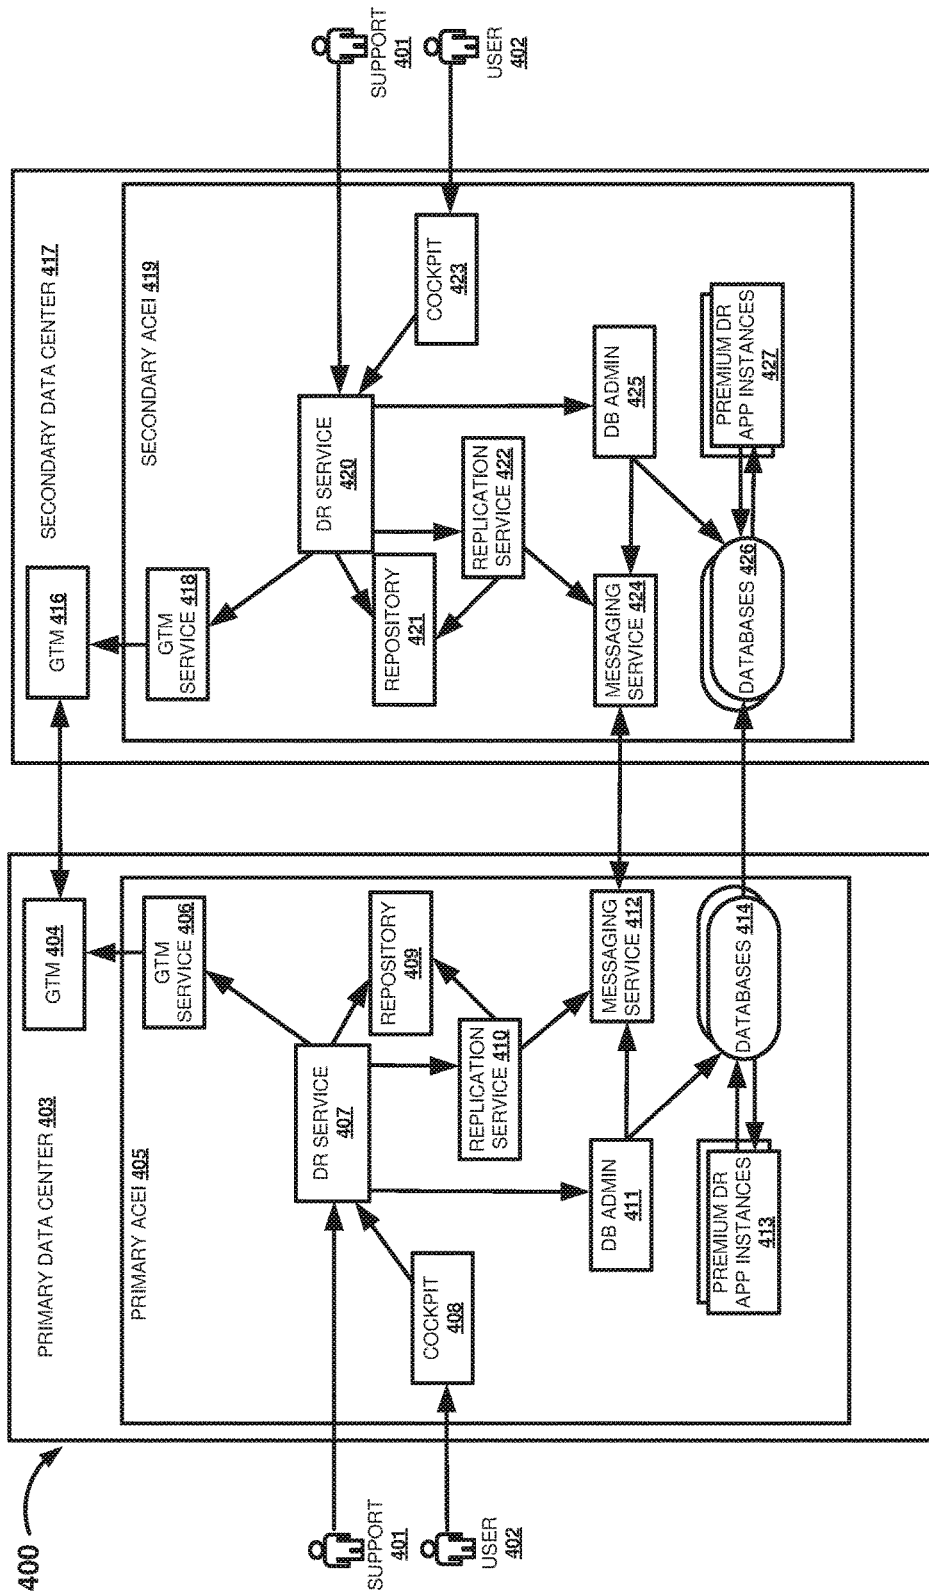 400
SUPPORT
401
USER
402
PRIMARY DATA CENTER 403
GTM 404
PRIMARY ACEI 405
GTM
SERVICE 406
DR SERVICE
407
COCKPIT
408
REPOSITORY
409
REPLICATION
SERVICE 410
DB ADMIN
411
MESSAGING
SERVICE 412
PREMIUM DR
APP INSTANCES
413
DATABASES 414
SECONDARY DATA CENTER 417
GTM 416
SECONDARY ACEI 419
GTM
SERVICE 418
DR SERVICE
420
REPOSITORY
421
REPLICATION
SERVICE 422
COCKPIT
423
MESSAGING
SERVICE 424
DB ADMIN
425
DATABASES 426
PREMIUM DR
APP INSTANCES
427
SUPPORT
401
USER
402